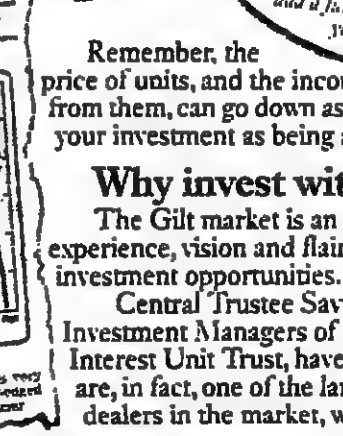 Remember, the
price of units, and the inco
from them, can go down as
your investment as being a
Why invest wit
The Gilt market is an
experience, vision and flair
investment opportunities.
Central Trustee Sav
Investment Managers of
Interest Unit Trust, have
are, in fact, one of the lar
dealers in the market, w